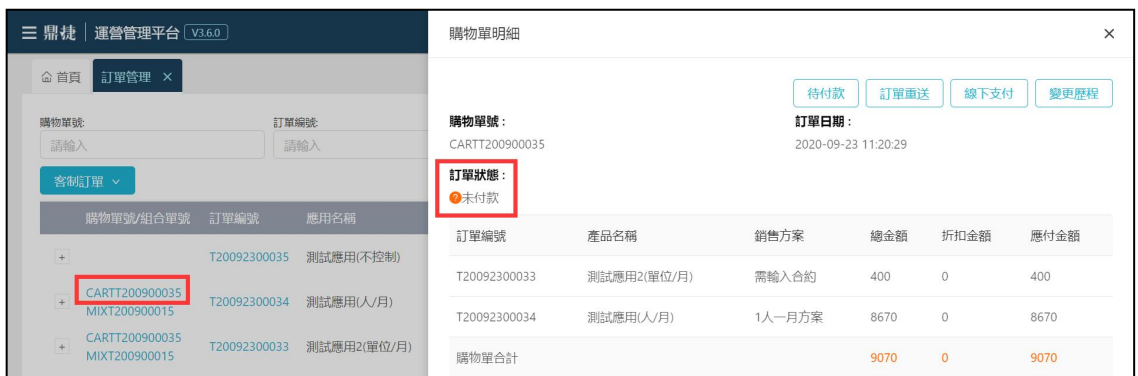 鼎捷 運營管理平台 V3.6.0
首頁 訂單管理 ×
購物單號: 訂單編號:
請輸入 請輸入
客制訂單
購物單號/組合單號 訂單編號 應用名稱
+ T20092300035 測試應用(不控制)
+ CARTT200900035
MIXT200900015 T20092300034 測試應用(人/月)
+ CARTT200900035
MIXT200900015 T20092300033 測試應用2(單位/月)
購物單明細 ×
待付款 訂單重送 線下支付 變更歷程
購物單號： 訂單日期：
CARTT200900035 2020-09-23 11:20:29
訂單狀態：
?未付款
訂單編號 產品名稱 銷售方案 總金額 折扣金額 應付金額
T20092300033 測試應用2(單位/月) 需輸入合約 400 0 400
T20092300034 測試應用(人/月) 1人一月方案 8670 0 8670
購物單合計 9070 0 9070